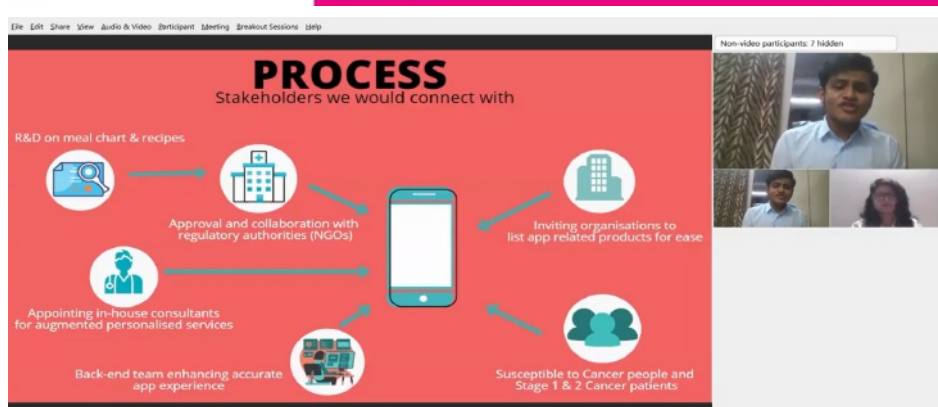 File Edit Share View Audio & Video Participant Meeting Breakout Sessions Help
Non-video participants: 7 hidden
PROCESS
Stakeholders we would connect with
R&D on meal chart & recipes
Approval and collaboration with
regulatory authorities (NGOs)
Inviting organisations to
list app related products for ease
Appointing in-house consultants
for augmented personalised services
Back-end team enhancing accurate
app experience
Susceptible to Cancer people and
Stage 1 & 2 Cancer patients